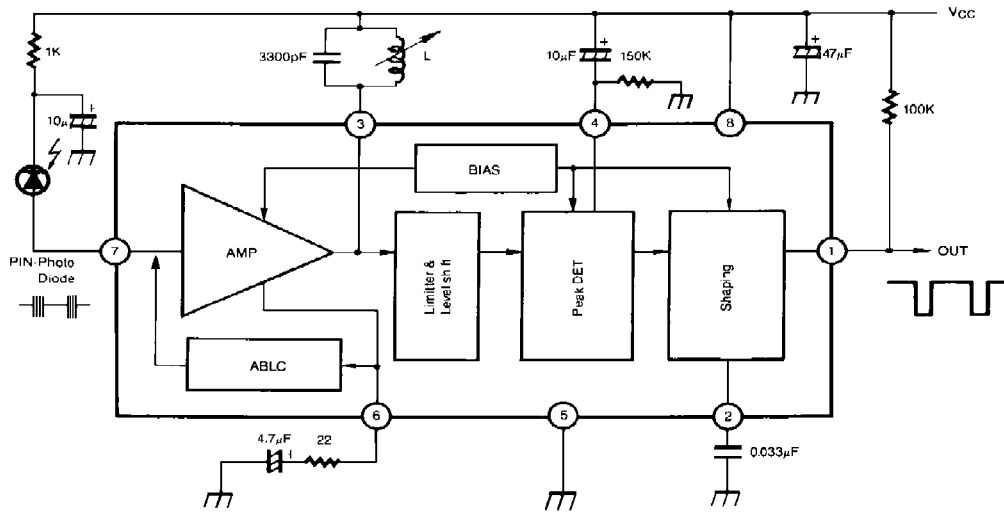 VCC
1K
3300pF
L
10μF
150K
47μF
100K
10μ
3
4
8
BIAS
AMP
7
1
OUT
PIN-Photo
Diode
Limitter &
Level shift
Peak DET
Shaping
ABLC
6
5
2
4.7μF
22
0.033μF